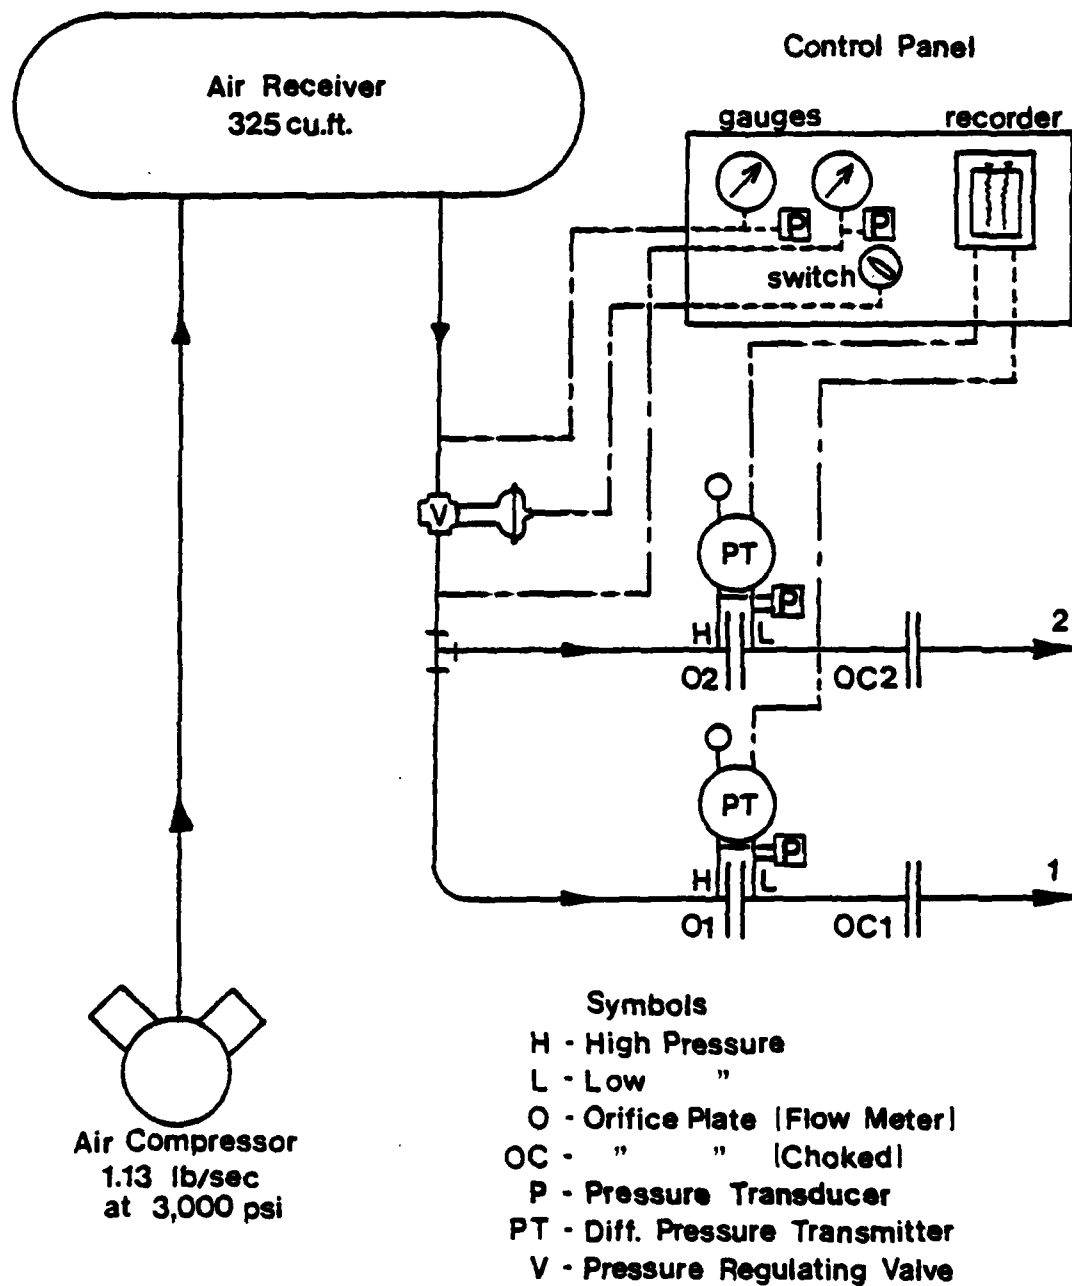 Air Receiver
325 cu.ft.
Control Panel
gauges
recorder
P
P
switch
V
PT
P
H
L
2
O2
OC2
PT
P
H
L
1
O1
OC1
Air Compressor
1.13 lb/sec
at 3,000 psi
Symbols
H - High Pressure
L - Low "
O - Orifice Plate (Flow Meter)
OC - " " (Choked)
P - Pressure Transducer
PT - Diff. Pressure Transmitter
V - Pressure Regulating Valve